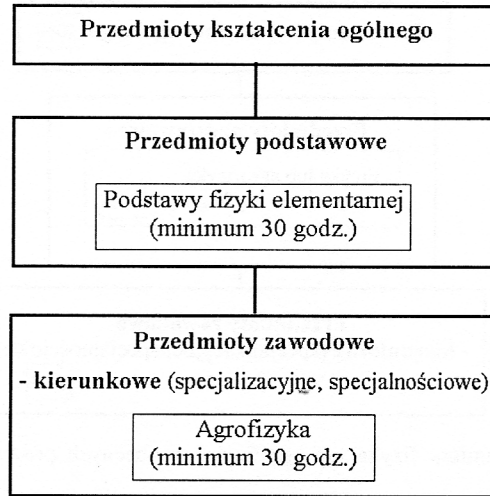 Przedmioty kształcenia ogólnego
Przedmioty podstawowe
Podstawy fizyki elementarnej
(minimum 30 godz.)
Przedmioty zawodowe
- kierunkowe (specjalizacyjne, specjalnościowe)
Agrofizyka
(minimum 30 godz.)